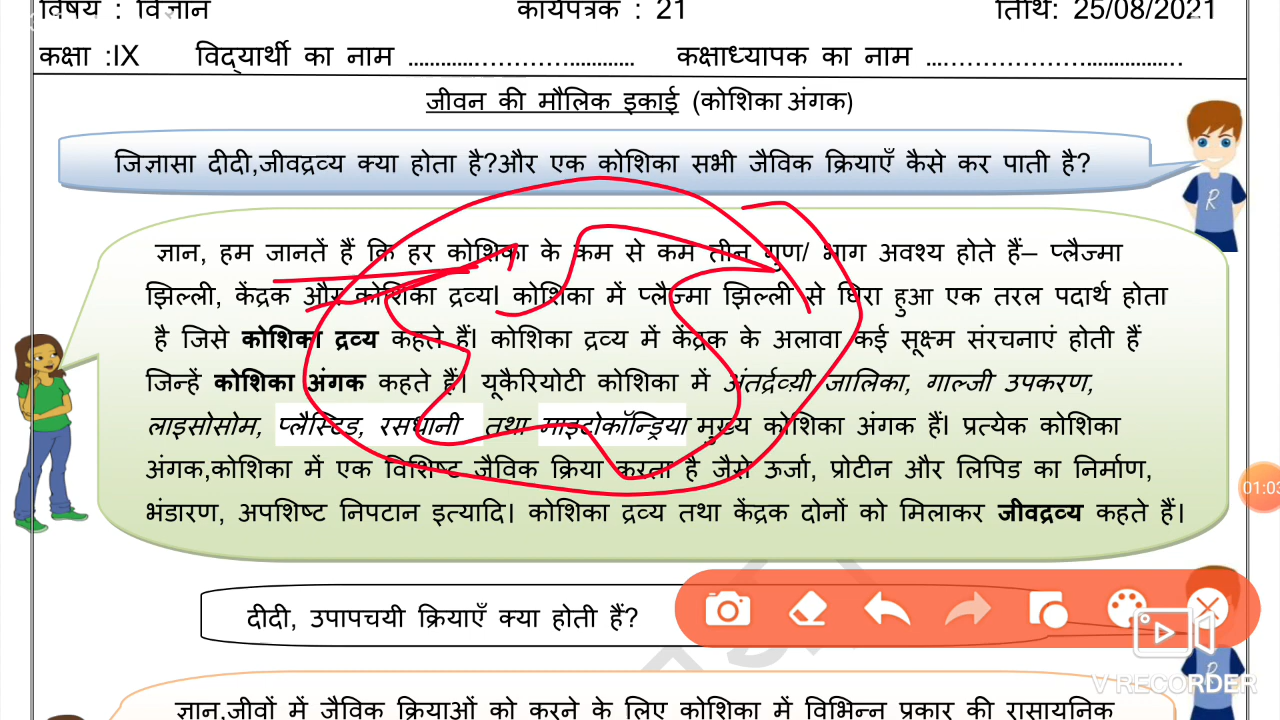 विषय : विज्ञान कार्यपत्रक : 21 तिथि: 25/08/2021
कक्षा :IX विद्यार्थी का नाम ................................... कक्षाध्यापक का नाम ........................................
जीवन की मौलिक इकाई (कोशिका अंगक)
जिज्ञासा दीदी,जीवद्रव्य क्या होता है?और एक कोशिका सभी जैविक क्रियाएँ कैसे कर पाती है?
R
ज्ञान, हम जानतें हैं कि हर कोशिका के कम से कम तीन गुण/ भाग अवश्य होते हैं– प्लैज्मा
झिल्ली, केंद्रक और कोशिका द्रव्य। कोशिका में प्लैज्मा झिल्ली से घिरा हुआ एक तरल पदार्थ होता
है जिसे कोशिका द्रव्य कहते हैं। कोशिका द्रव्य में केंद्रक के अलावा कई सूक्ष्म संरचनाएं होती हैं
जिन्हें कोशिका अंगक कहते हैं। यूकैरियोटी कोशिका में अंतर्द्रव्यी जालिका, गाल्जी उपकरण,
लाइसोसोम, प्लैस्टिड, रसधानी तथा माइटोकॉन्ड्रिया मुख्य कोशिका अंगक हैं। प्रत्येक कोशिका
अंगक,कोशिका में एक विशिष्ट जैविक क्रिया करता है जैसे ऊर्जा, प्रोटीन और लिपिड का निर्माण,
भंडारण, अपशिष्ट निपटान इत्यादि। कोशिका द्रव्य तथा केंद्रक दोनों को मिलाकर जीवद्रव्य कहते हैं।
01:03
दीदी, उपापचयी क्रियाएँ क्या होती हैं?
V RECORDER
ज्ञान,जीवों में जैविक क्रियाओं को करने के लिए कोशिका में विभिन्न प्रकार की रासायनिक